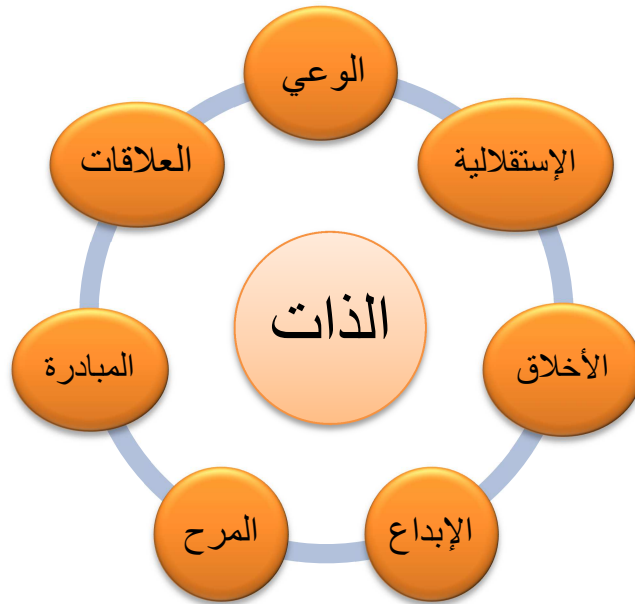 الوعي
الإستقلالية
الأخلاق
الإبداع
المرح
المبادرة
العلاقات
الذات